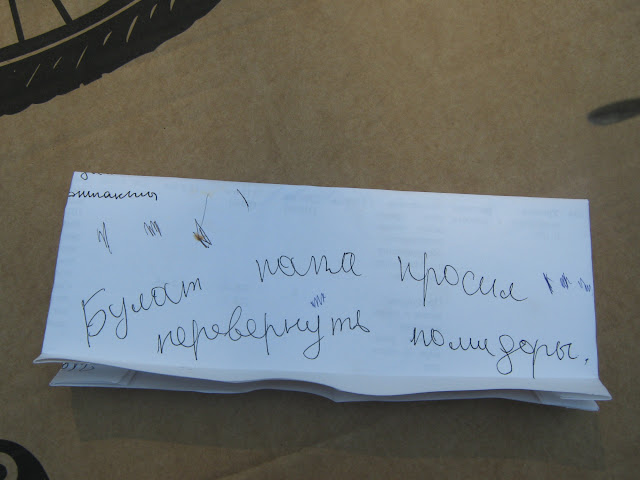 Булат папа просил
перевернуть помидоры.